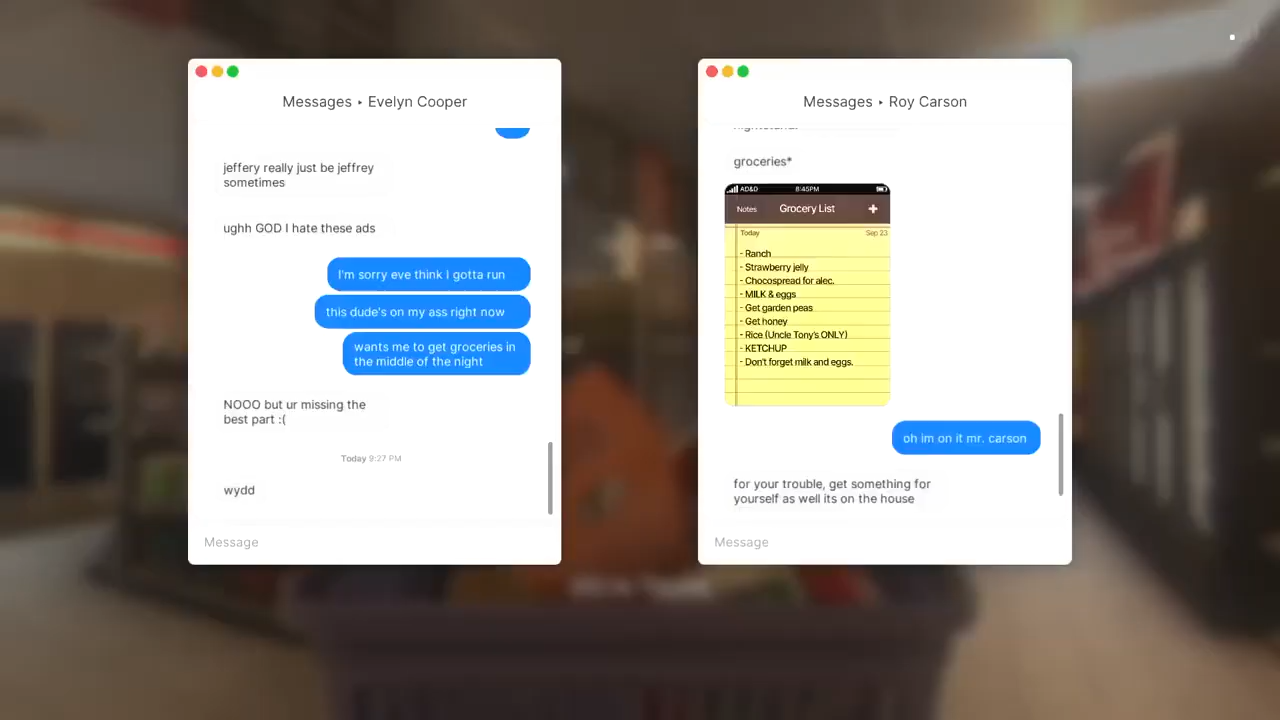 Messages ▸ Evelyn Cooper
jeffery really just be jeffrey
sometimes
ughh GOD I hate these ads
I'm sorry eve think I gotta run
this dude's on my ass right now
wants me to get groceries in
the middle of the night
NOOO but ur missing the
best part :(
Today 9:27 PM
wydd
Message
Messages ▸ Roy Carson
groceries*
AD&D 8:45PM
Notes Grocery List +
Today Sep 23
- Ranch
- Strawberry jelly
- Chocospread for alec.
- MILK & eggs
- Get garden peas
- Get honey
- Rice (Uncle Tony's ONLY)
- KETCHUP
- Don't forget milk and eggs.
oh im on it mr. carson
for your trouble, get something for
yourself as well its on the house
Message